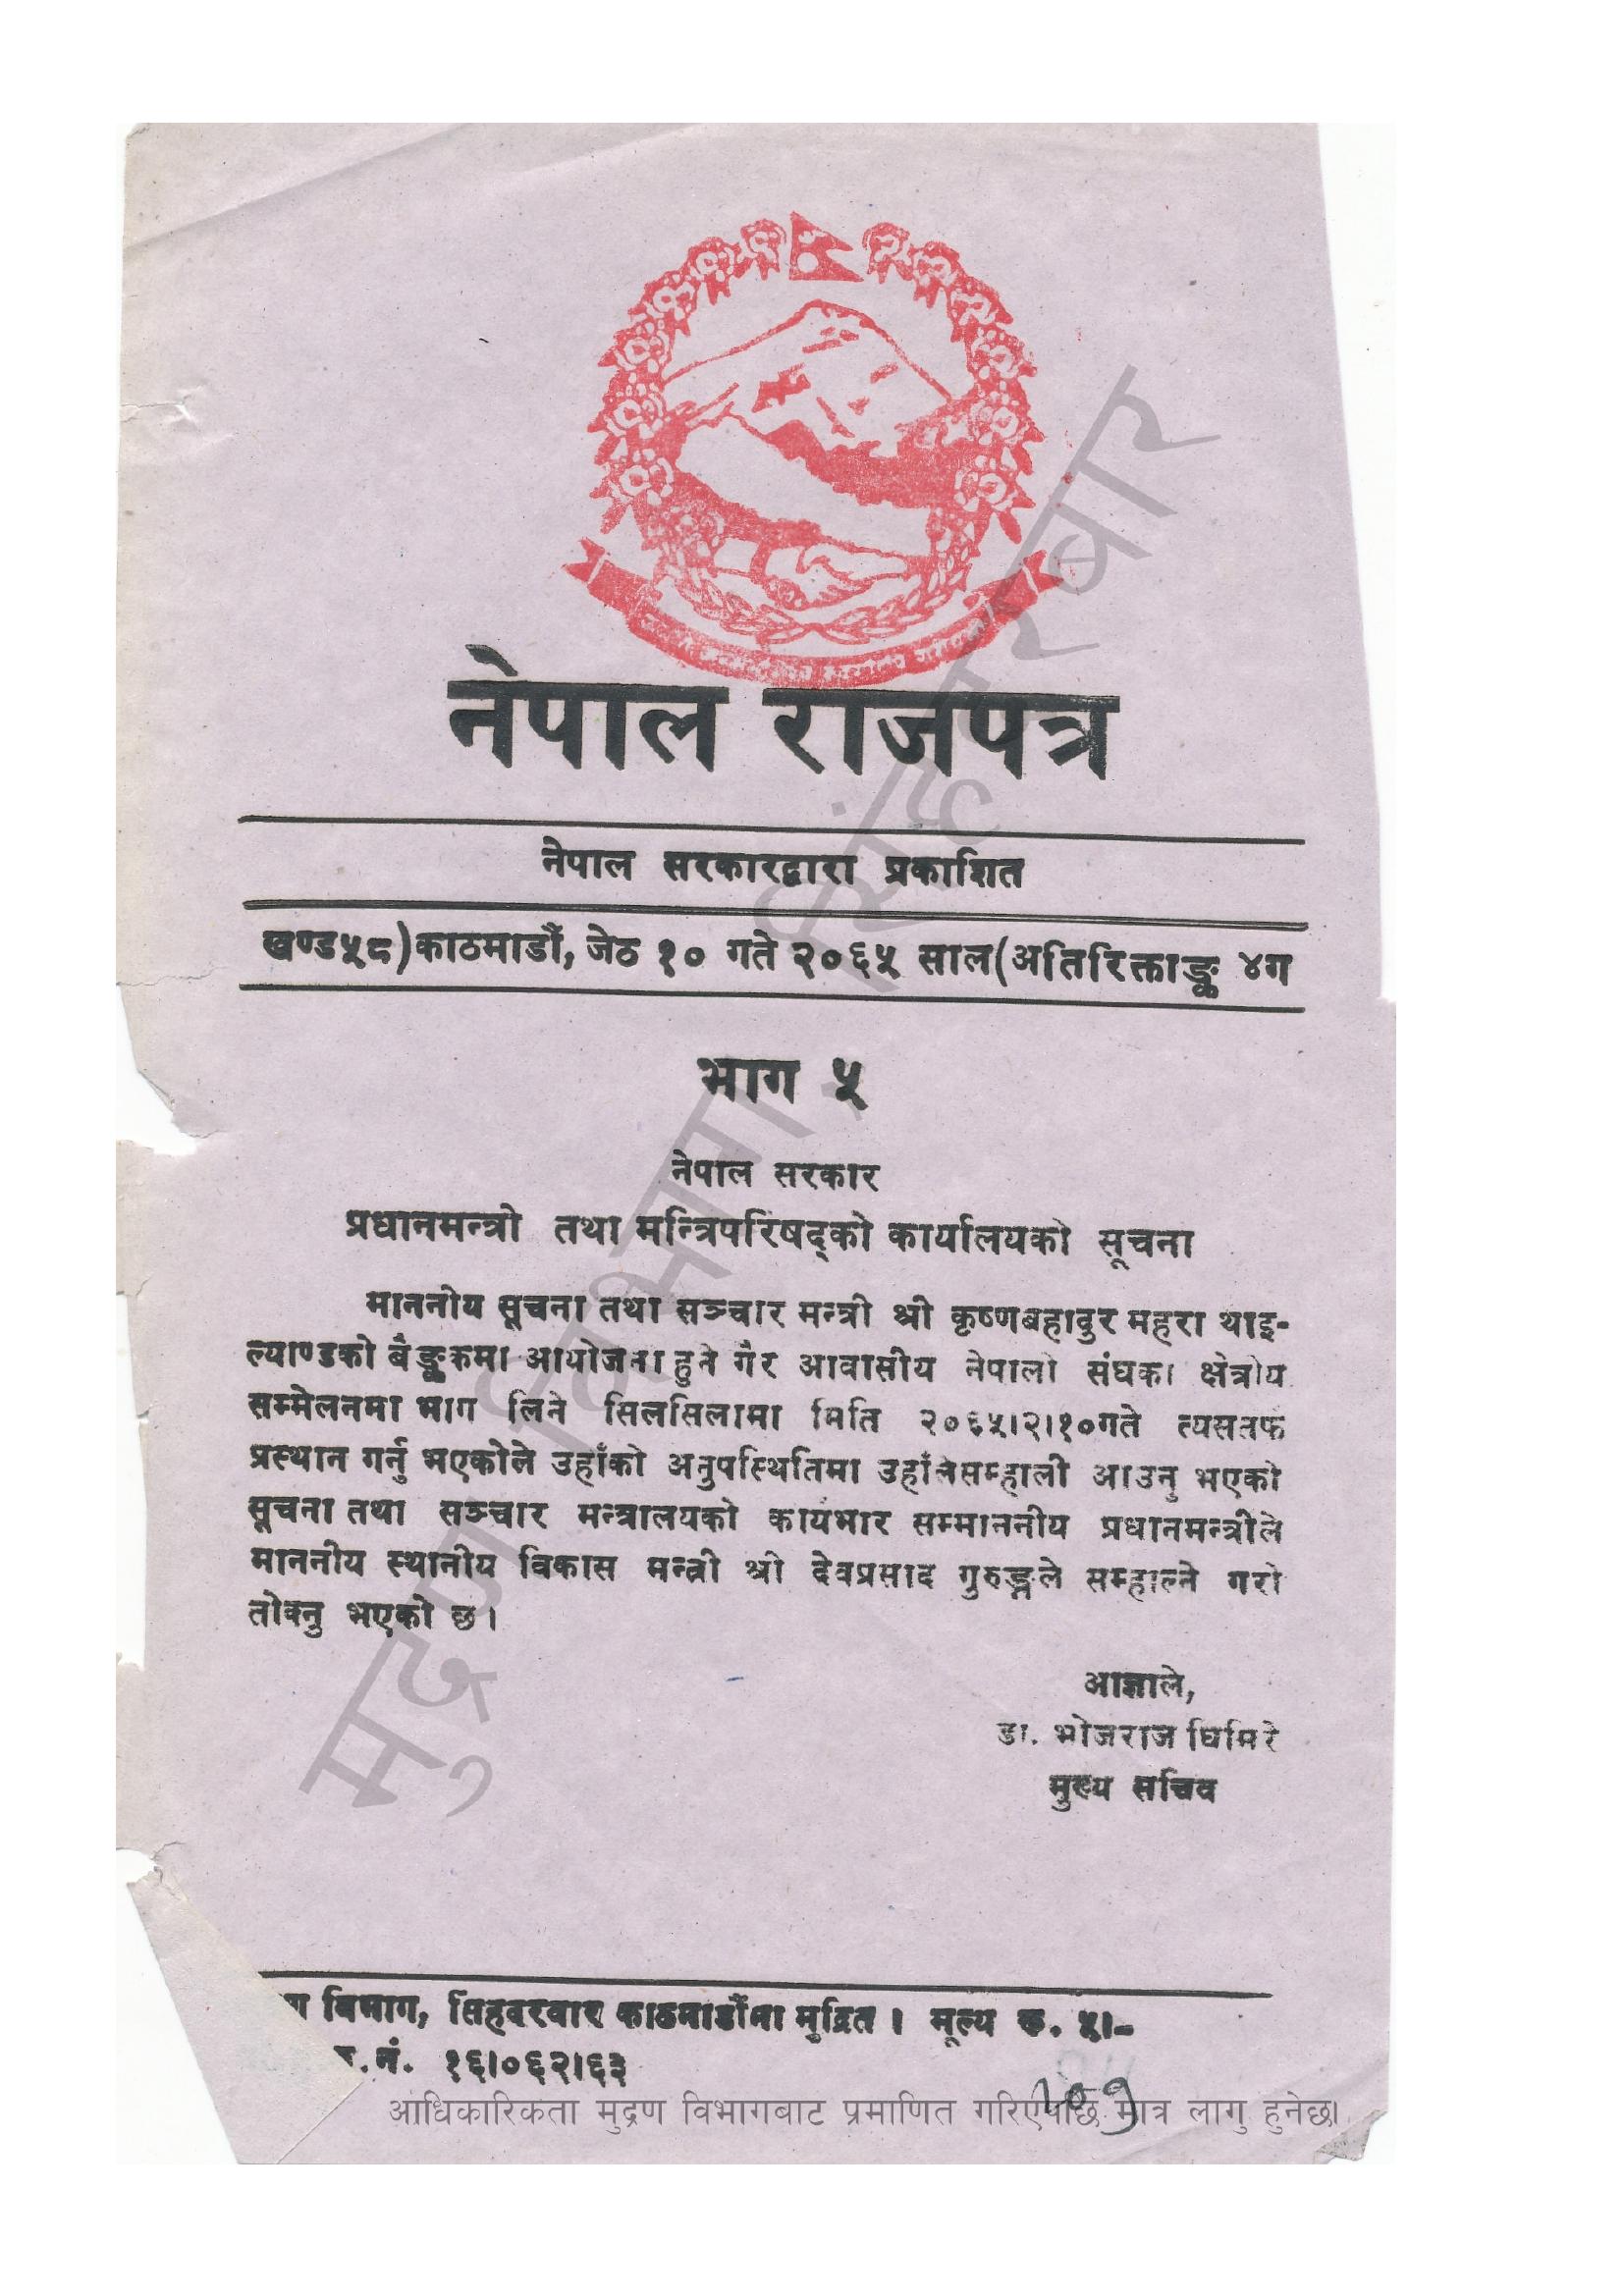 नेपाल राजपत्र
नेपाल सरकारद्वारा प्रकाशित
खण्ड५८)काठमाडौं, जेठ १० गते २०६५ साल(अतिरिक्ताङ्क ४ग
भाग ५
नेपाल सरकार
प्रधानमन्त्री तथा मन्त्रिपरिषद्को कार्यालयको सूचना
माननीय सूचना तथा सञ्चार मन्त्री श्री कृष्णबहादुर महरा थाइ-
ल्याण्डको बैङ्ककमा आयोजना हुने गैर आवासीय नेपाली संघका क्षेत्रीय
सम्मेलनमा भाग लिने सिलसिलामा मिति २०६५।२।१०गते त्यसतर्फ
प्रस्थान गर्नु भएकोले उहाँको अनुपस्थितिमा उहाँलेसम्हाली आउनु भएको
सूचना तथा सञ्चार मन्त्रालयको कार्यभार सम्माननीय प्रधानमन्त्रीले
माननीय स्थानीय विकास मन्त्री श्री देवप्रसाद गुरुङ्गले सम्हाल्ने गरी
तोक्नु भएको छ।
आज्ञाले,
डा. भोजराज घिमिरे
मुख्य सचिव
ण विभाग, सिंहदरबार काठमाडौंमा मुद्रित। मूल्य रू. ५।-
.नं. १६।०६२।६३
109
आधिकारिकता मुद्रण विभागबाट प्रमाणित गरिएपछि मात्र लागु हुनेछ।
मुद्रण विभाग, सिंहदरबार